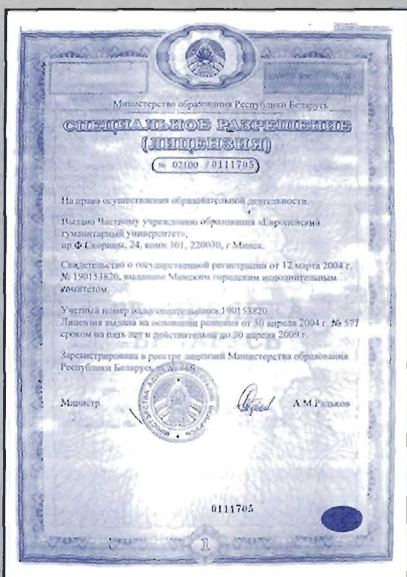 Министерство образования Республики Беларусь
СПЕЦИАЛЬНОЕ РАЗРЕШЕНИЕ
(ЛИЦЕНЗИЯ)
№ 02100 / 0111705
На право осуществления образовательной деятельности.
Выдано Частному учреждению образования «Европейский
гуманитарный университет»,
пр Ф Скорины, 24, комн 301, 220030, г Минск.
Свидетельство о государственной регистрации от 12 марта 2004 г.
№ 190153820, выданное Минским городским исполнительным
комитетом.
Учетный номер налогоплательщика 190153820
Лицензия выдана на основании решения от 30 апреля 2004 г. № 577
сроком на пять лет и действительна до 30 апреля 2009 г.
Зарегистрирована в реестре лицензий Министерства образования
Республики Беларусь за №
Министр А.М.Радьков
0111705
1